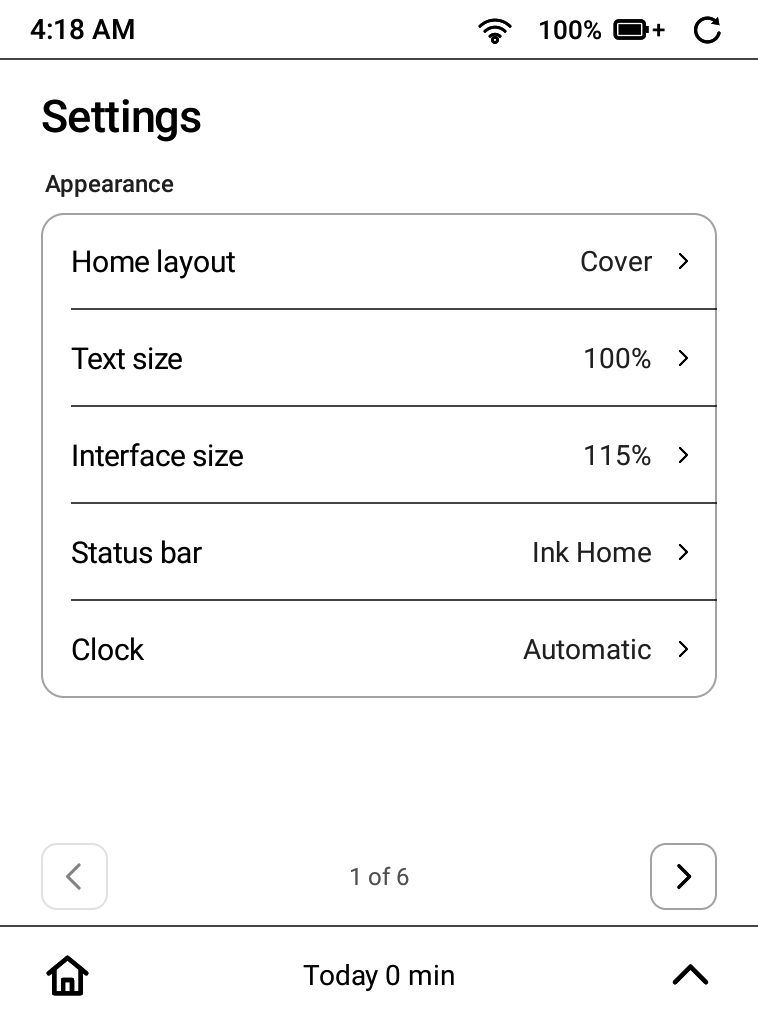 4:18 AM 100%
Settings
Appearance
Home layout Cover
Text size 100%
Interface size 115%
Status bar Ink Home
Clock Automatic
1 of 6
Today 0 min